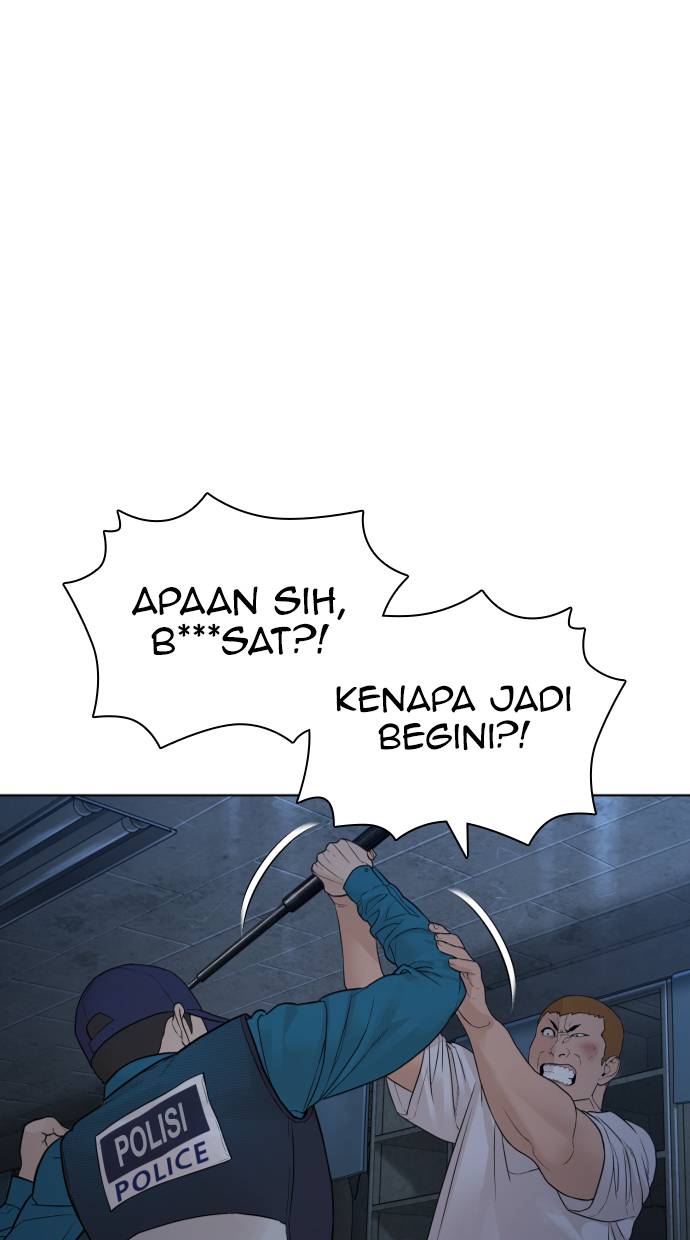 APAAN SIH,
B***SAT?!
KENAPA JADI
BEGINI?!
POLISI
POLICE